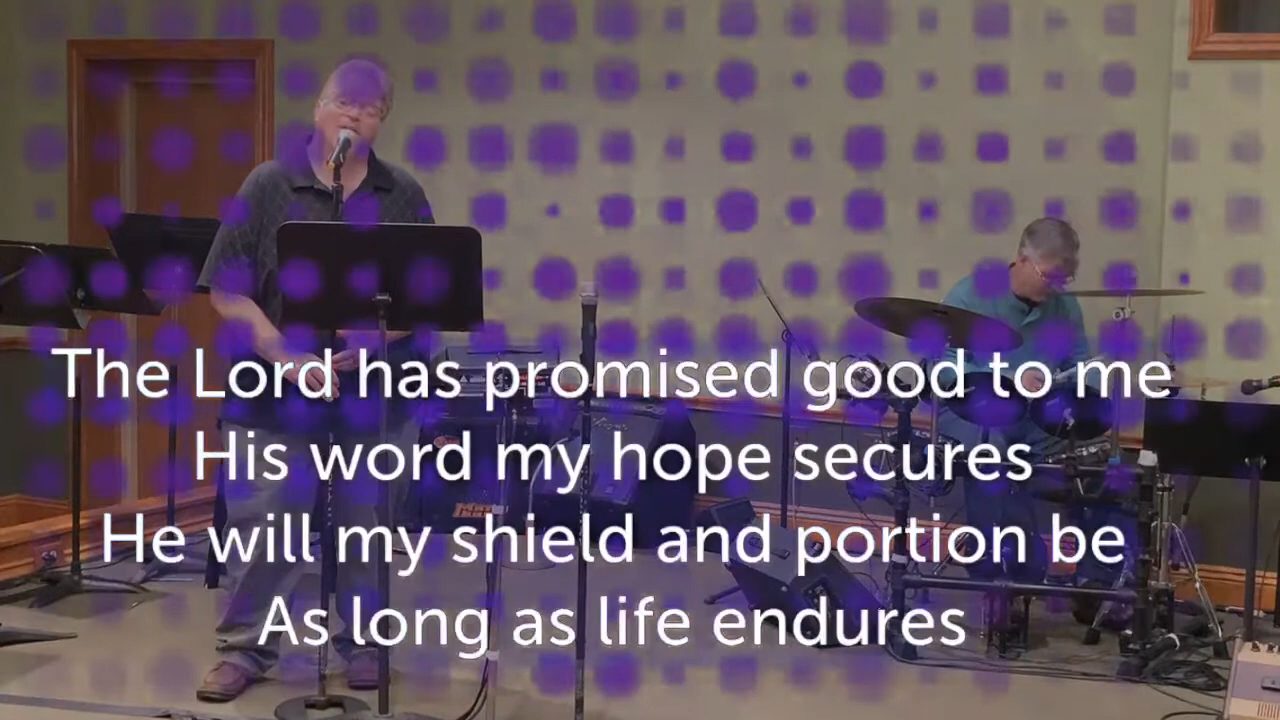 The Lord has promised good to me
His word my hope secures
He will my shield and portion be
As long as life endures